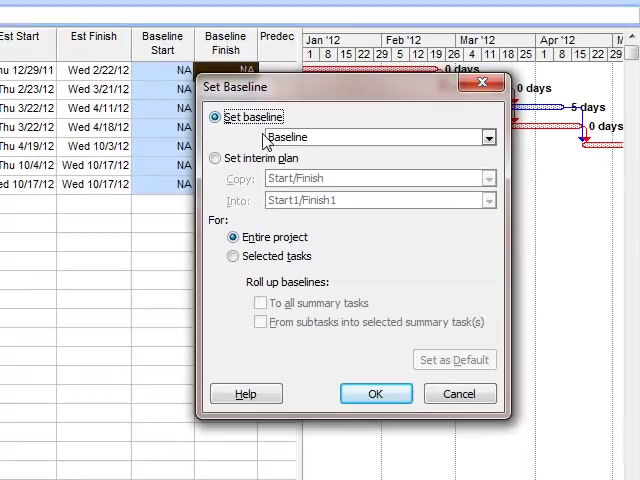 Est Start Est Finish Baseline Start Baseline Finish Predec Jan '12 Feb '12 Mar '12 Apr '12 M
1 8 15 22 29 5 12 19 26 4 11 18 25 1 8 15 22 29
hu 12/29/11 Wed 2/22/12 NA NA 0 days
hu 2/23/12 Wed 3/21/12 NA 0 days
hu 3/22/12 Wed 4/11/12 NA 5 days
hu 3/22/12 Wed 4/18/12 NA 0 days
hu 4/19/12 Wed 10/3/12 NA
hu 10/4/12 Wed 10/17/12 NA
ed 10/17/12 Wed 10/17/12 NA
Set Baseline
Set baseline
Baseline
Set interim plan
Copy: Start/Finish
Into: Start1/Finish1
For:
Entire project
Selected tasks
Roll up baselines:
To all summary tasks
From subtasks into selected summary task(s)
Set as Default
Help OK Cancel